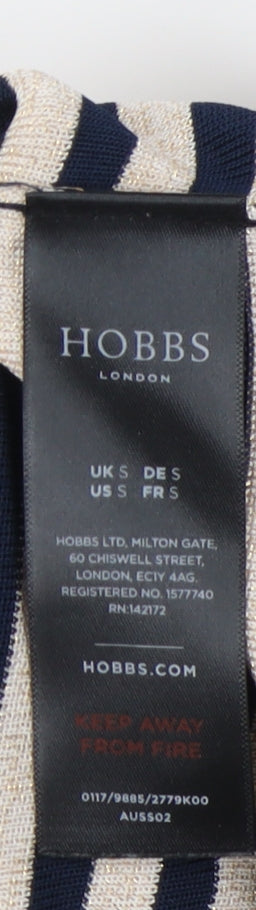 HOBBS
LONDON
UK S DE S
US S FR S
HOBBS LTD, MILTON GATE,
60 CHISWELL STREET,
LONDON, EC1Y 4AG.
REGISTERED NO. 1577740
RN:142172
HOBBS.COM
KEEP AWAY
FROM FIRE
0117/9885/2779K00
AUSS02